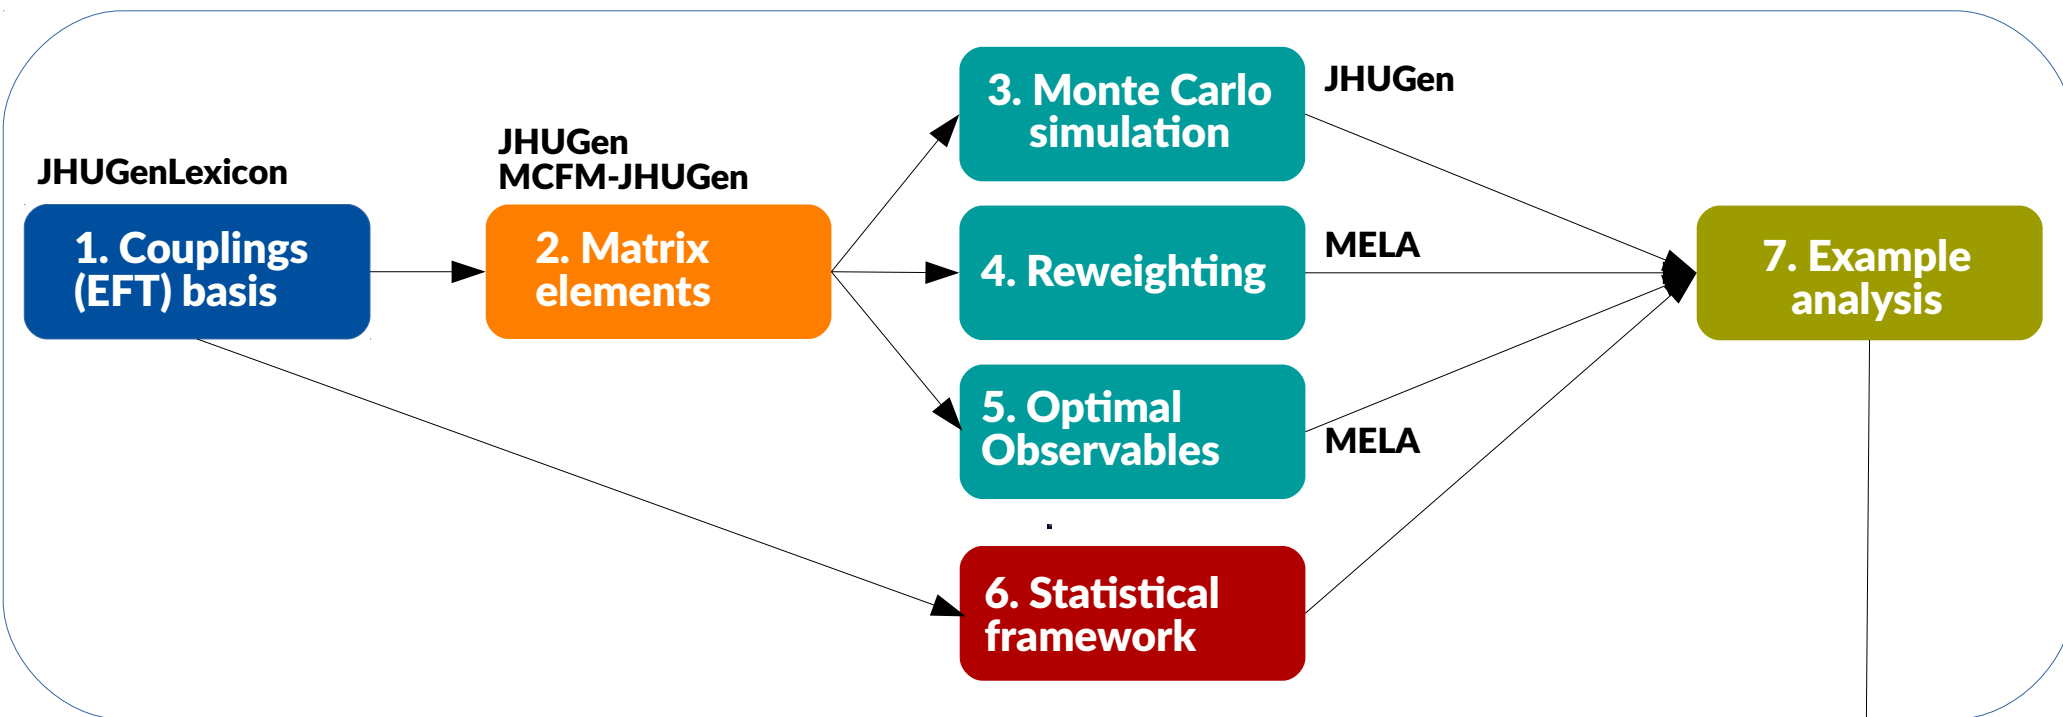 JHUGenLexicon
1. Couplings
(EFT) basis
JHUGen
MCFM-JHUGen
2. Matrix
elements
3. Monte Carlo
simulation
JHUGen
4. Reweighting
MELA
5. Optimal
Observables
MELA
6. Statistical
framework
7. Example
analysis